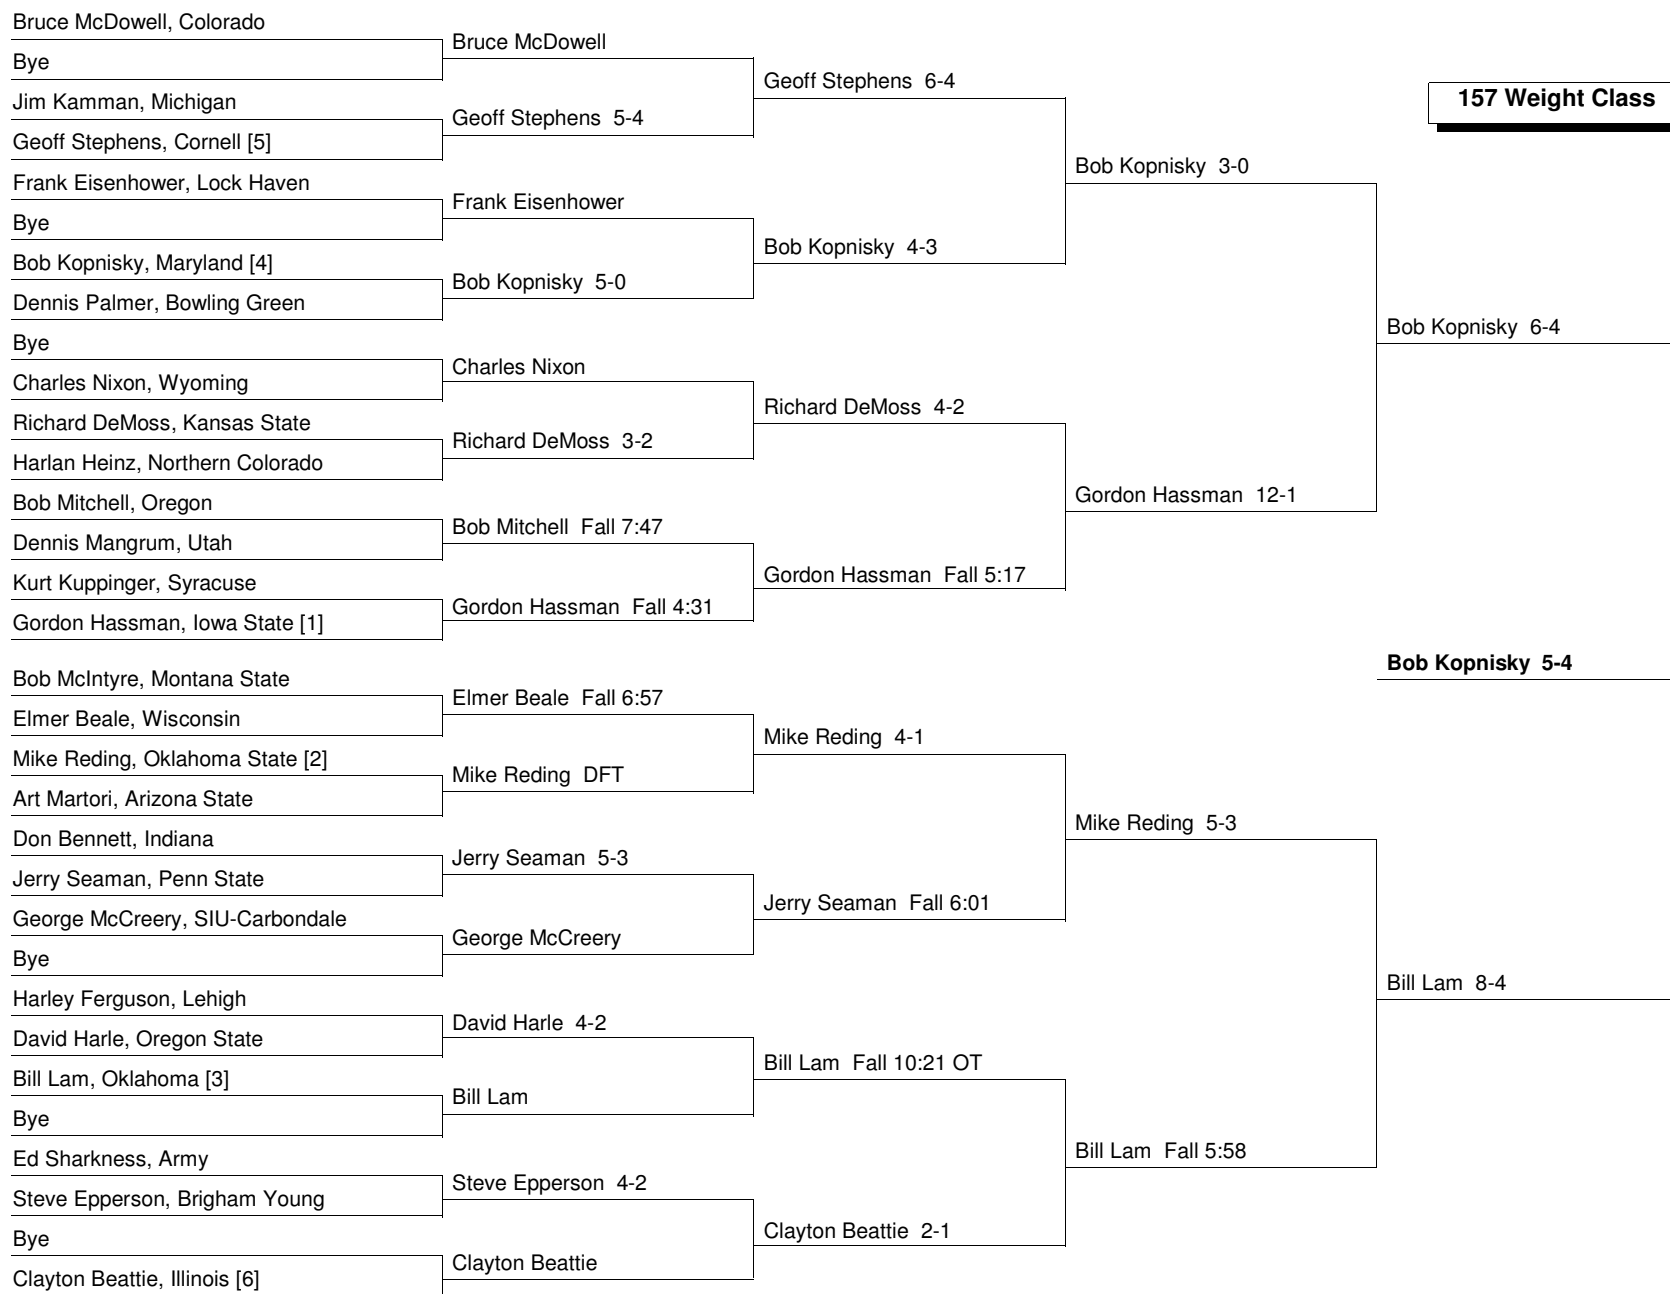 Bruce McDowell, Colorado
Bye
Jim Kamman, Michigan
Geoff Stephens, Cornell [5]
Frank Eisenhower, Lock Haven
Bye
Bob Kopnisky, Maryland [4]
Dennis Palmer, Bowling Green
Bye
Charles Nixon, Wyoming
Richard DeMoss, Kansas State
Harlan Heinz, Northern Colorado
Bob Mitchell, Oregon
Dennis Mangrum, Utah
Kurt Kuppinger, Syracuse
Gordon Hassman, Iowa State [1]
Bob McIntyre, Montana State
Elmer Beale, Wisconsin
Mike Reding, Oklahoma State [2]
Art Martori, Arizona State
Don Bennett, Indiana
Jerry Seaman, Penn State
George McCreery, SIU-Carbondale
Bye
Harley Ferguson, Lehigh
David Harle, Oregon State
Bill Lam, Oklahoma [3]
Bye
Ed Sharkness, Army
Steve Epperson, Brigham Young
Bye
Clayton Beattie, Illinois [6]
Bruce McDowell
Geoff Stephens 5-4
Frank Eisenhower
Bob Kopnisky 5-0
Charles Nixon
Richard DeMoss 3-2
Bob Mitchell Fall 7:47
Gordon Hassman Fall 4:31
Elmer Beale Fall 6:57
Mike Reding DFT
Jerry Seaman 5-3
George McCreery
David Harle 4-2
Bill Lam
Steve Epperson 4-2
Clayton Beattie
Geoff Stephens 6-4
Bob Kopnisky 4-3
Richard DeMoss 4-2
Gordon Hassman Fall 5:17
Mike Reding 4-1
Jerry Seaman Fall 6:01
Bill Lam Fall 10:21 OT
Clayton Beattie 2-1
Bob Kopnisky 3-0
Gordon Hassman 12-1
Mike Reding 5-3
Bill Lam Fall 5:58
157 Weight Class
Bob Kopnisky 6-4
Bob Kopnisky 5-4
Bill Lam 8-4